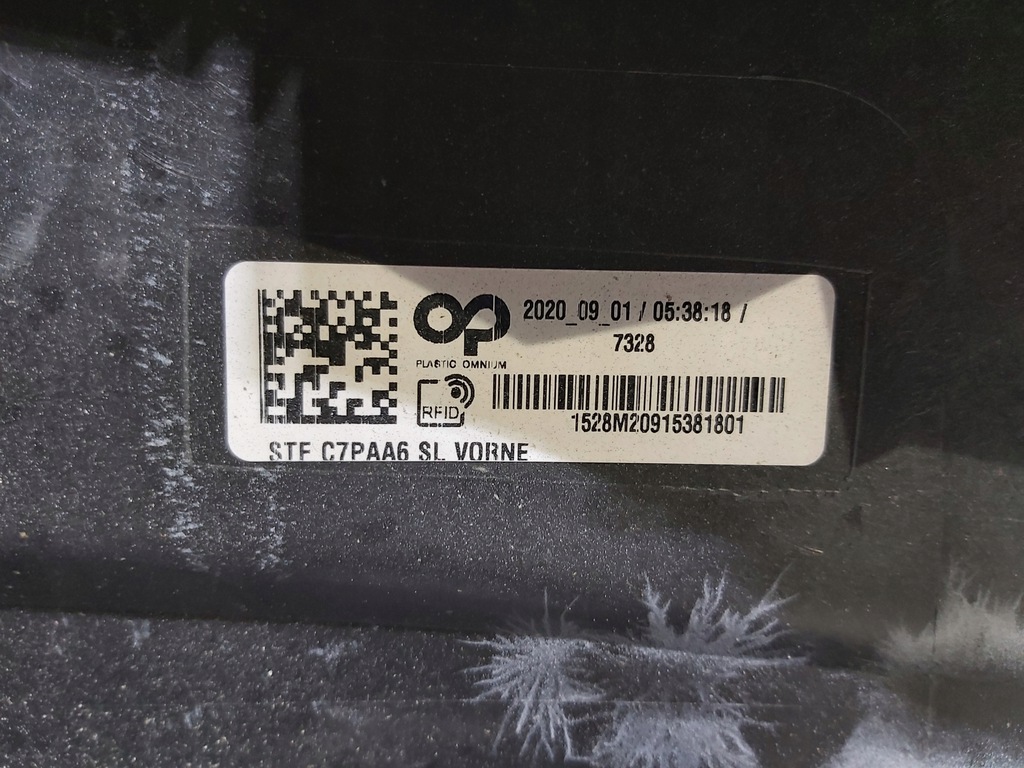 2020_09_01 / 05:38:18 /
7328
PLASTIC OMNIUM
RFID
1528M20915381801
STF C7PAA6 SL VORNE